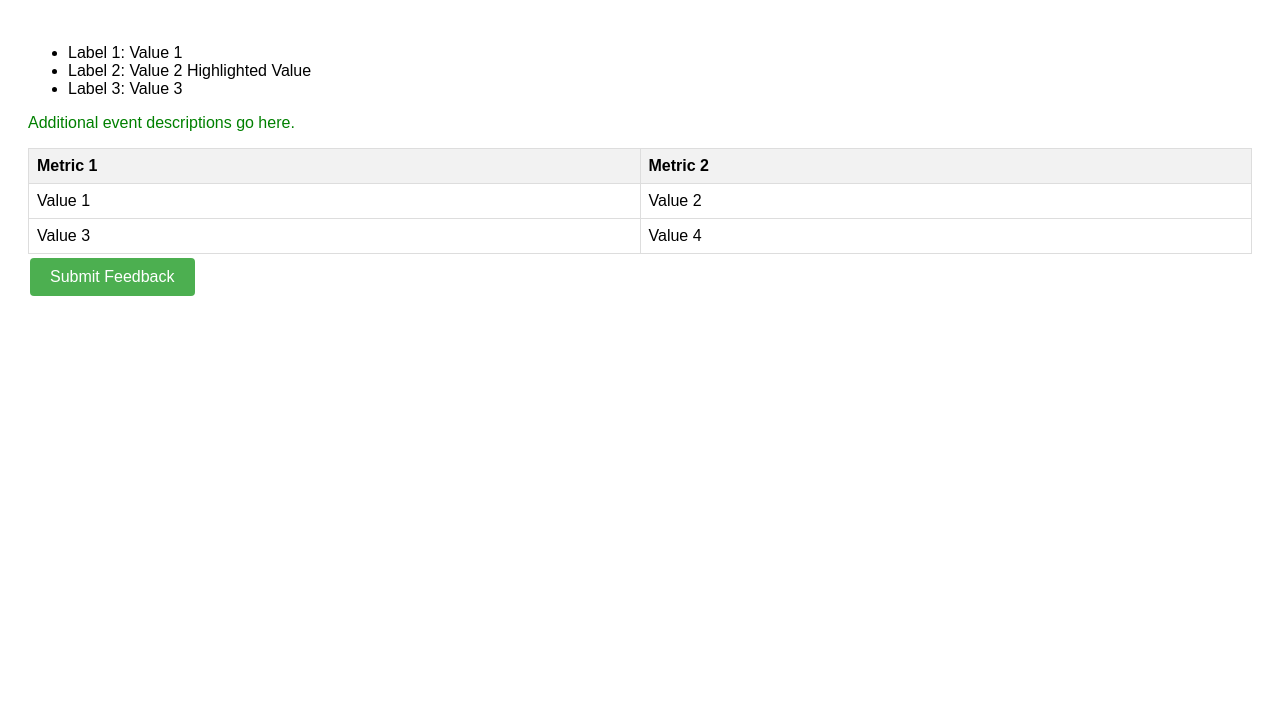 Label 1: Value 1
Label 2: Value 2 Highlighted Value
Label 3: Value 3
Additional event descriptions go here.
Metric 1 Metric 2
Value 1 Value 2
Value 3 Value 4
Submit Feedback